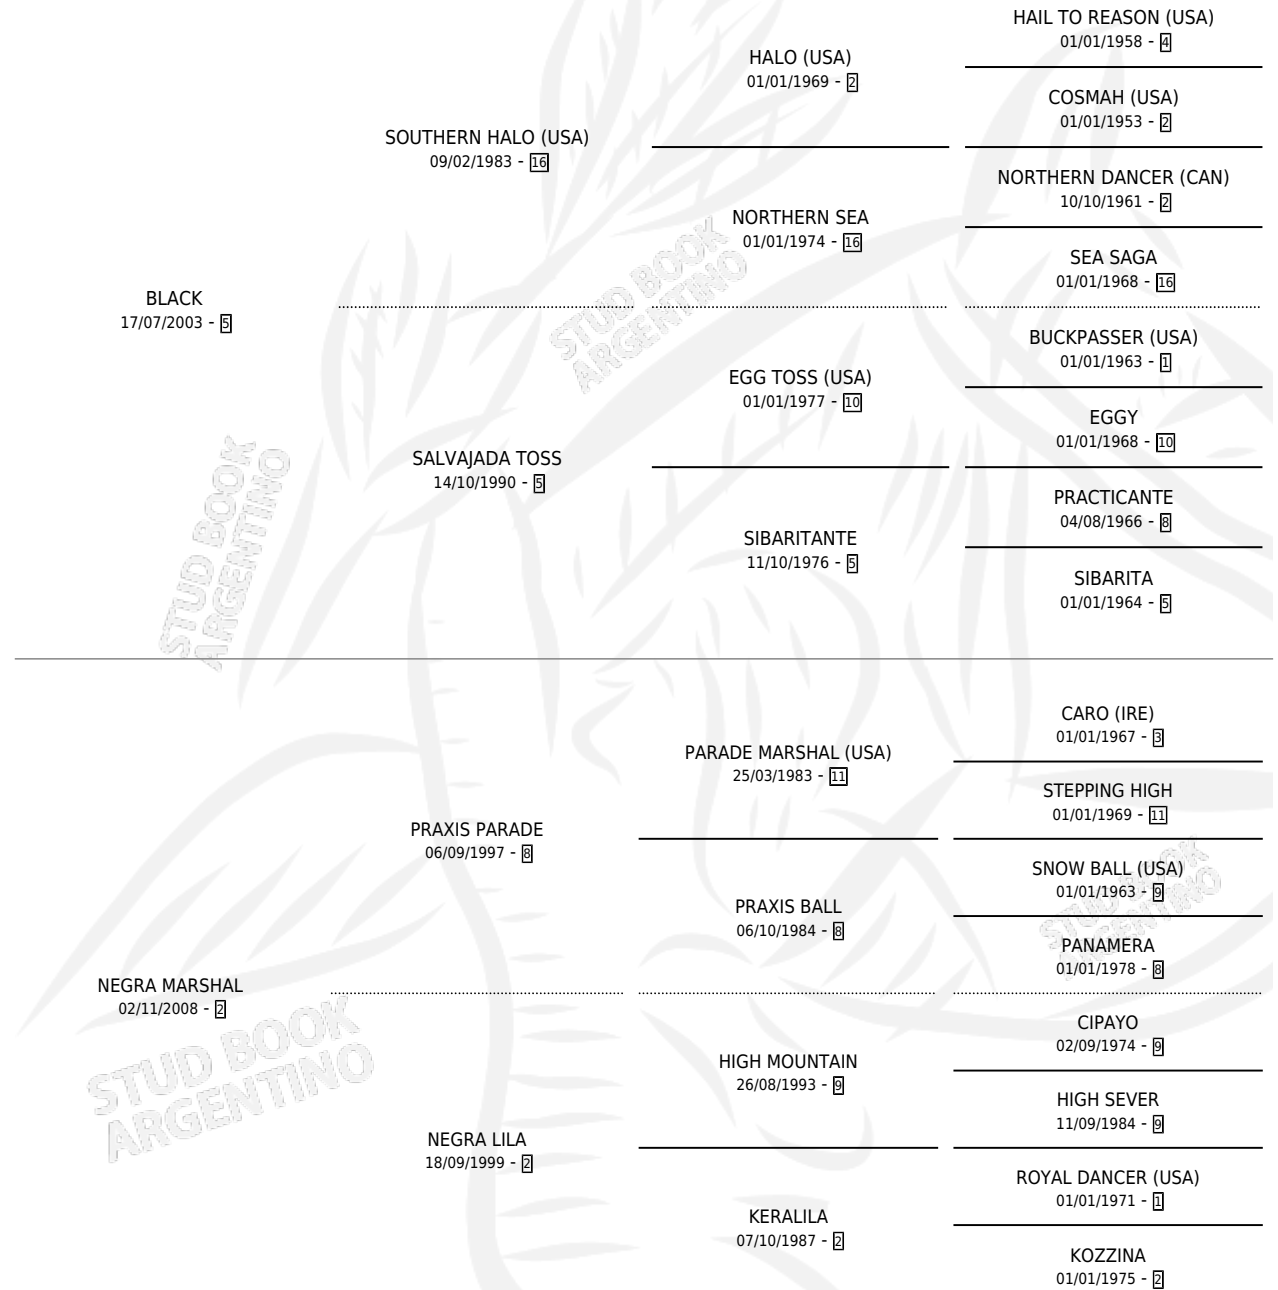 HAIL TO REASON (USA)
01/01/1958 - 4
HALO (USA)
01/01/1969 - 2
COSMAH (USA)
01/01/1953 - 2
SOUTHERN HALO (USA)
09/02/1983 - 16
NORTHERN DANCER (CAN)
10/10/1961 - 2
NORTHERN SEA
01/01/1974 - 16
SEA SAGA
01/01/1968 - 16
BLACK
17/07/2003 - 5
STUD BOOK
ARGENTINO
BUCKPASSER (USA)
01/01/1963 - 1
EGG TOSS (USA)
01/01/1977 - 10
EGGY
01/01/1968 - 10
SALVAJADA TOSS
14/10/1990 - 5
PRACTICANTE
04/08/1966 - 8
SIBARITANTE
11/10/1976 - 5
SIBARITA
01/01/1964 - 5
STUD BOOK
ARGENTINO
CARO (IRE)
01/01/1967 - 3
PARADE MARSHAL (USA)
25/03/1983 - 11
STEPPING HIGH
01/01/1969 - 11
PRAXIS PARADE
06/09/1997 - 8
SNOW BALL (USA)
01/01/1963 - 9
PRAXIS BALL
06/10/1984 - 8
PANAMERA
01/01/1978 - 8
STUD BOOK
ARGENTINO
NEGRA MARSHAL
02/11/2008 - 2
CIPAYO
02/09/1974 - 9
HIGH MOUNTAIN
26/08/1993 - 9
HIGH SEVER
11/09/1984 - 9
STUD BOOK
ARGENTINO
NEGRA LILA
18/09/1999 - 2
ROYAL DANCER (USA)
01/01/1971 - 1
KERALILA
07/10/1987 - 2
KOZZINA
01/01/1975 - 2